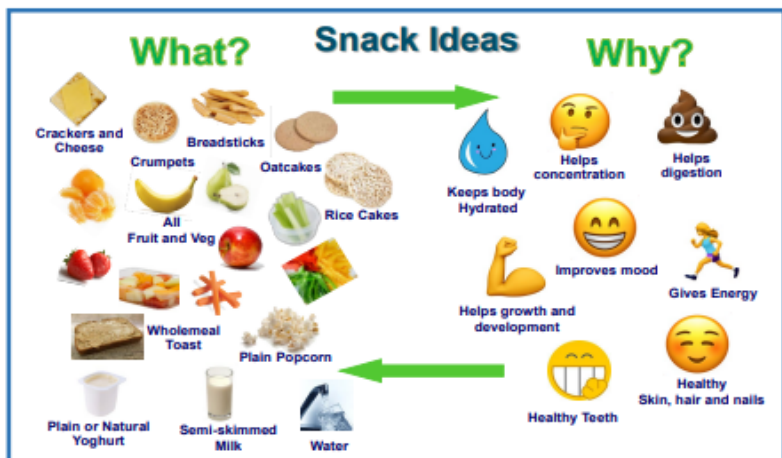 Snack Ideas
What?
Why?
Crackers and
Cheese
Crumpets
Breadsticks
Oatcakes
Rice Cakes
All
Fruit and Veg
Wholemeal
Toast
Plain Popcorn
Plain or Natural
Yoghurt
Semi-skimmed
Milk
Water
Keeps body
Hydrated
Helps
concentration
Helps
digestion
Improves mood
Gives Energy
Helps growth and
development
Healthy Teeth
Healthy
Skin, hair and nails